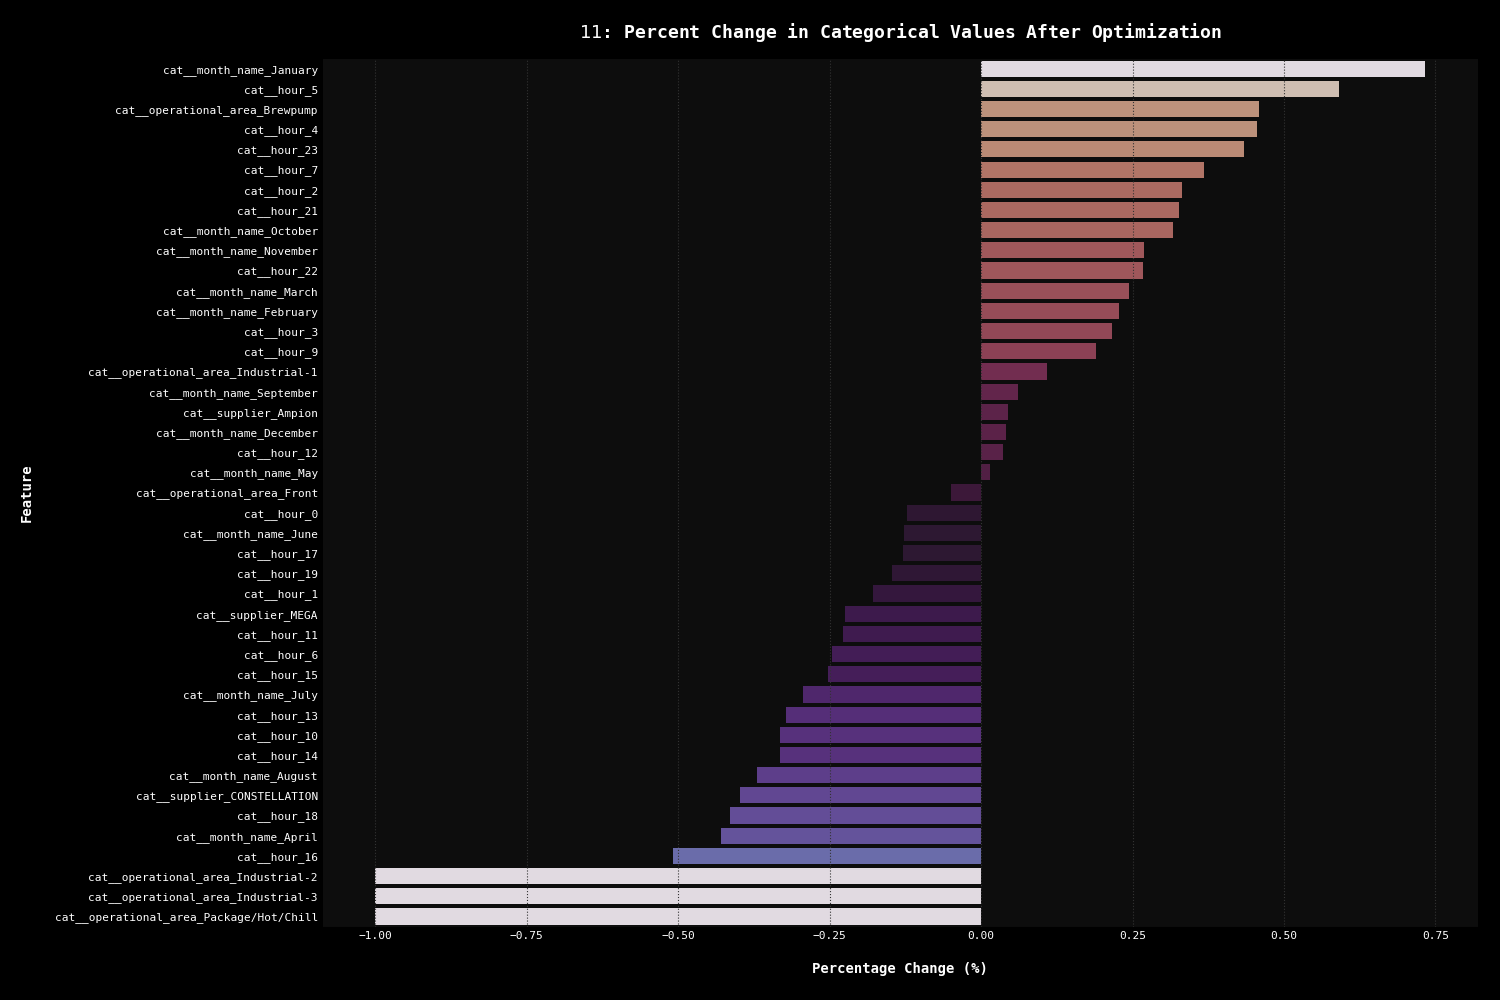 11: Percent Change in Categorical Values After Optimization
cat__month_name_January
cat__hour_5
cat__operational_area_Brewpump
cat__hour_4
cat__hour_23
cat__hour_7
cat__hour_2
cat__hour_21
cat__month_name_October
cat__month_name_November
cat__hour_22
cat__month_name_March
cat__month_name_February
cat__hour_3
cat__hour_9
cat__operational_area_Industrial-1
cat__month_name_September
cat__supplier_Ampion
cat__month_name_December
cat__hour_12
cat__month_name_May
cat__operational_area_Front
cat__hour_0
cat__month_name_June
cat__hour_17
cat__hour_19
cat__hour_1
cat__supplier_MEGA
cat__hour_11
cat__hour_6
cat__hour_15
cat__month_name_July
cat__hour_13
cat__hour_10
cat__hour_14
cat__month_name_August
cat__supplier_CONSTELLATION
cat__hour_18
cat__month_name_April
cat__hour_16
cat__operational_area_Industrial-2
cat__operational_area_Industrial-3
cat__operational_area_Package/Hot/Chill
Feature
−1.00 −0.75 −0.50 −0.25 0.00 0.25 0.50 0.75
Percentage Change (%)